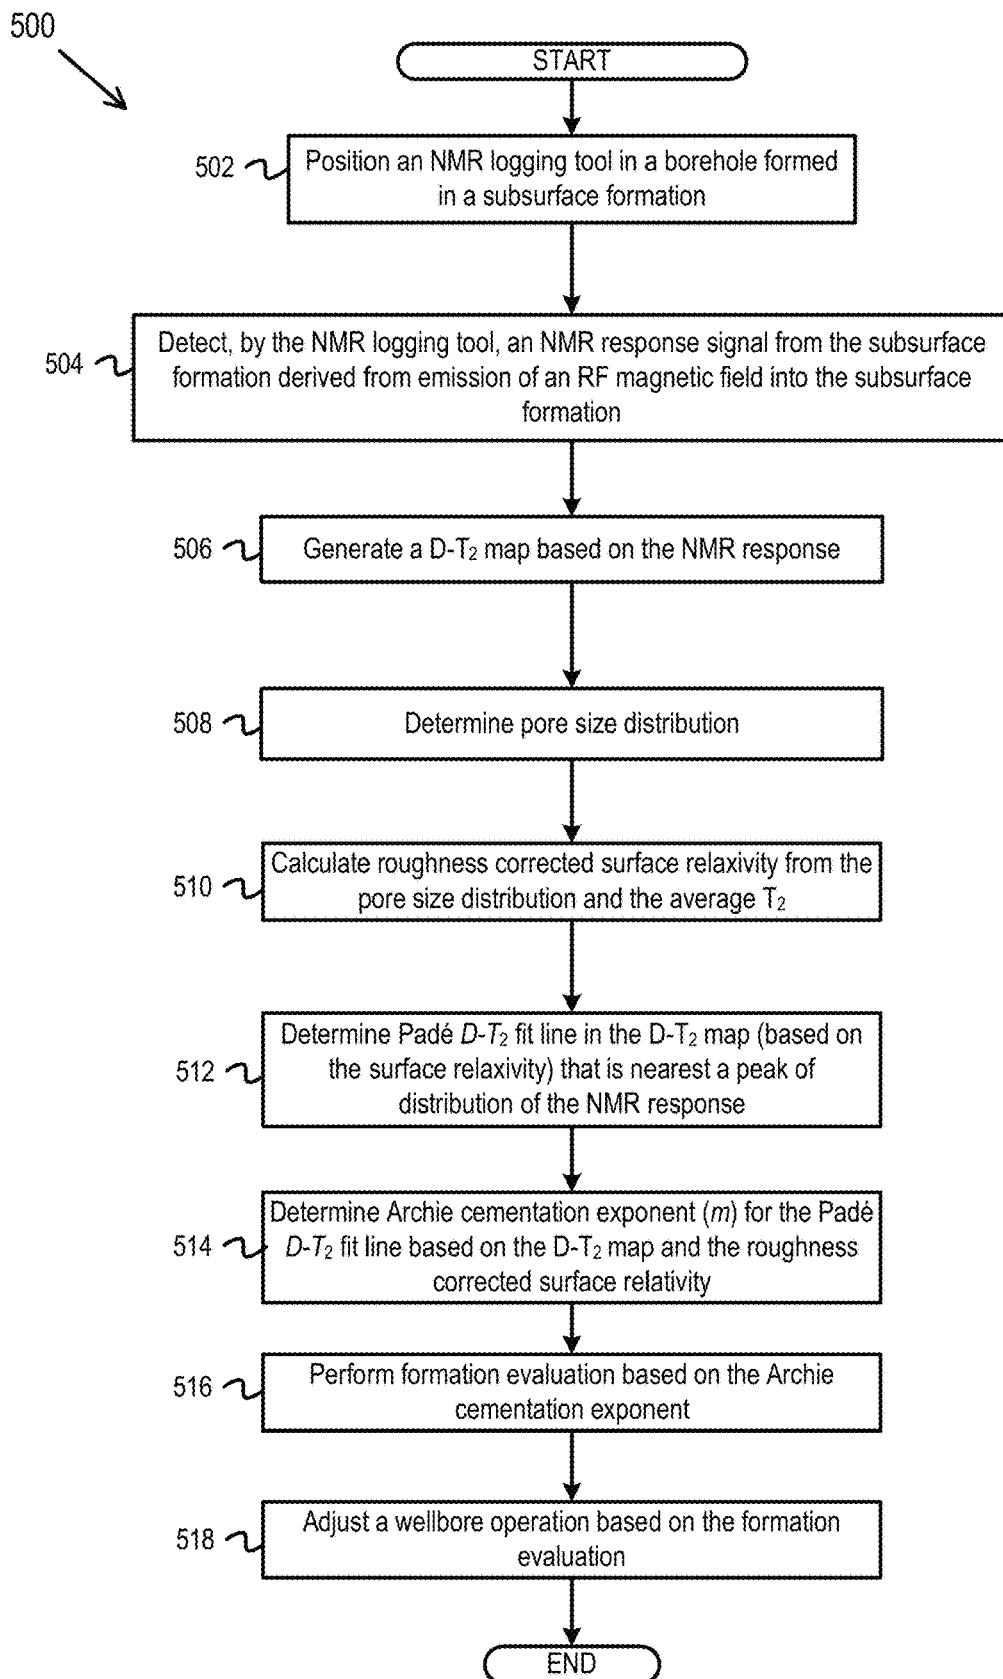 500
START
502
Position an NMR logging tool in a borehole formed
in a subsurface formation
504
Detect, by the NMR logging tool, an NMR response signal from the subsurface
formation derived from emission of an RF magnetic field into the subsurface
formation
506
Generate a D-T₂ map based on the NMR response
508
Determine pore size distribution
510
Calculate roughness corrected surface relaxivity from the
pore size distribution and the average T₂
512
Determine Padé D-T₂ fit line in the D-T₂ map (based on
the surface relaxivity) that is nearest a peak of
distribution of the NMR response
514
Determine Archie cementation exponent (m) for the Padé
D-T₂ fit line based on the D-T₂ map and the roughness
corrected surface relativity
516
Perform formation evaluation based on the Archie
cementation exponent
518
Adjust a wellbore operation based on the formation
evaluation
END